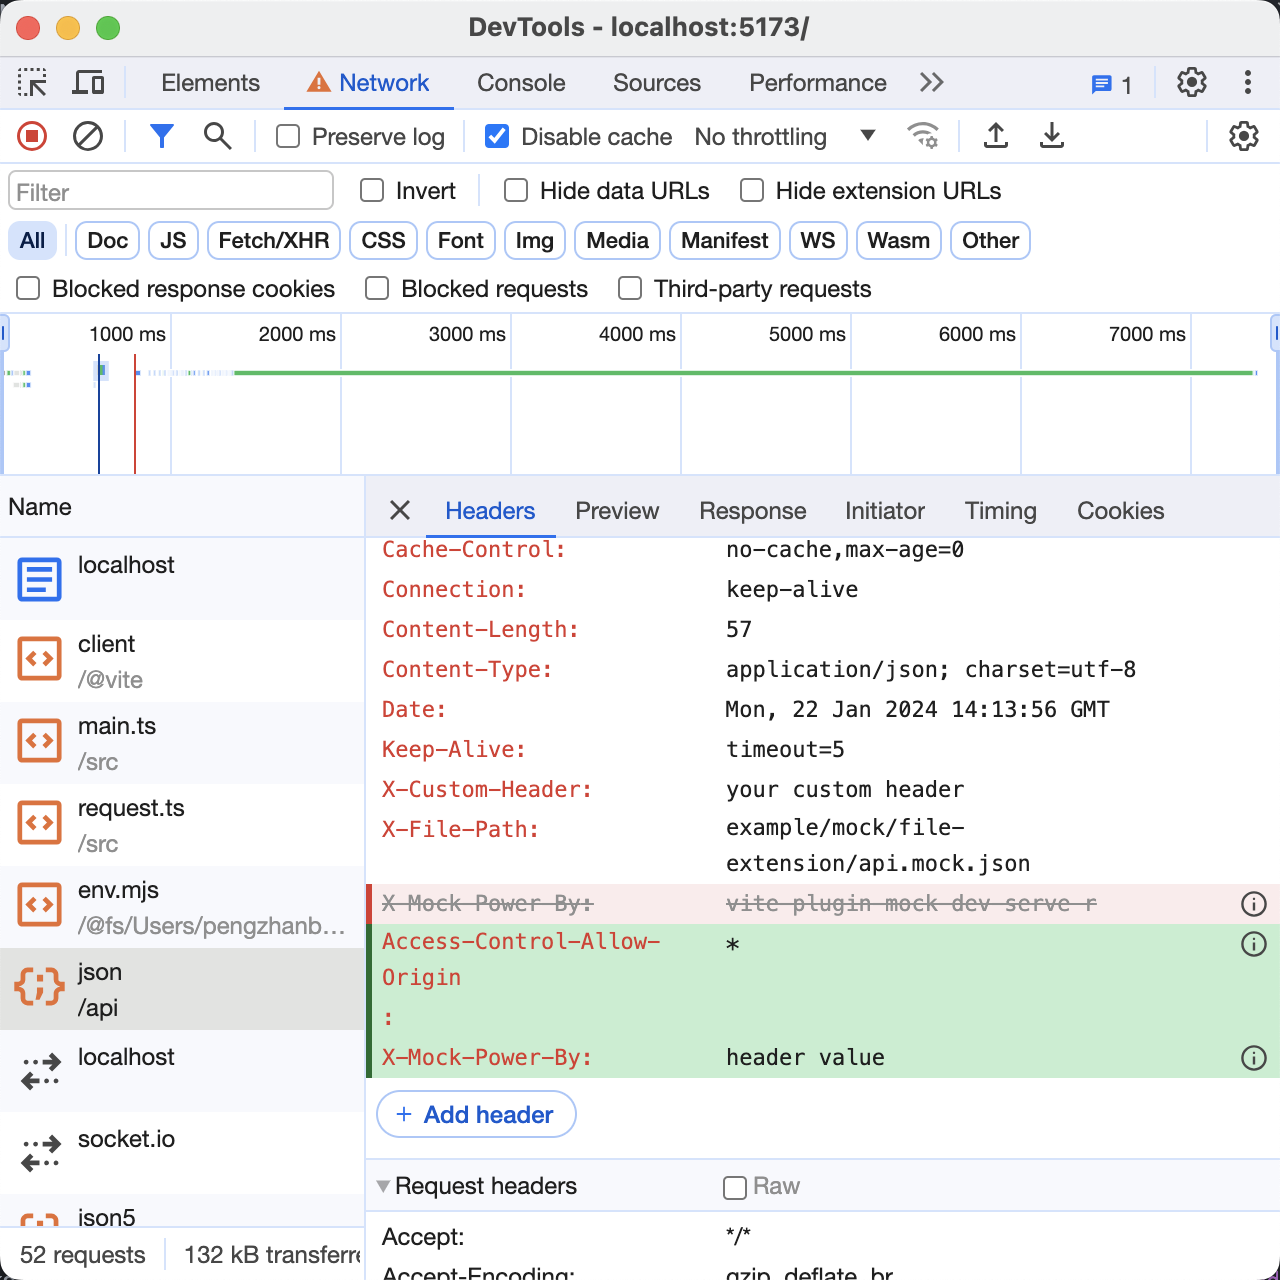 DevTools - localhost:5173/
Elements Network Console Sources Performance 1
Preserve log Disable cache No throttling
Filter Invert Hide data URLs Hide extension URLs
All Doc JS Fetch/XHR CSS Font Img Media Manifest WS Wasm Other
Blocked response cookies Blocked requests Third-party requests
1000 ms 2000 ms 3000 ms 4000 ms 5000 ms 6000 ms 7000 ms
Name
localhost
client
/@vite
main.ts
/src
request.ts
/src
env.mjs
/@fs/Users/pengzhanb…
json
/api
localhost
socket.io
json5
52 requests 132 kB transferre
Headers Preview Response Initiator Timing Cookies
Cache-Control: no-cache,max-age=0
Connection: keep-alive
Content-Length: 57
Content-Type: application/json; charset=utf-8
Date: Mon, 22 Jan 2024 14:13:56 GMT
Keep-Alive: timeout=5
X-Custom-Header: your custom header
X-File-Path: example/mock/file-
extension/api.mock.json
X-Mock-Power-By: vite-plugin-mock-dev-serve r
Access-Control-Allow- *
Origin
:
X-Mock-Power-By: header value
+ Add header
Request headers Raw
Accept: */*
Accept-Encoding: gzip, deflate, br